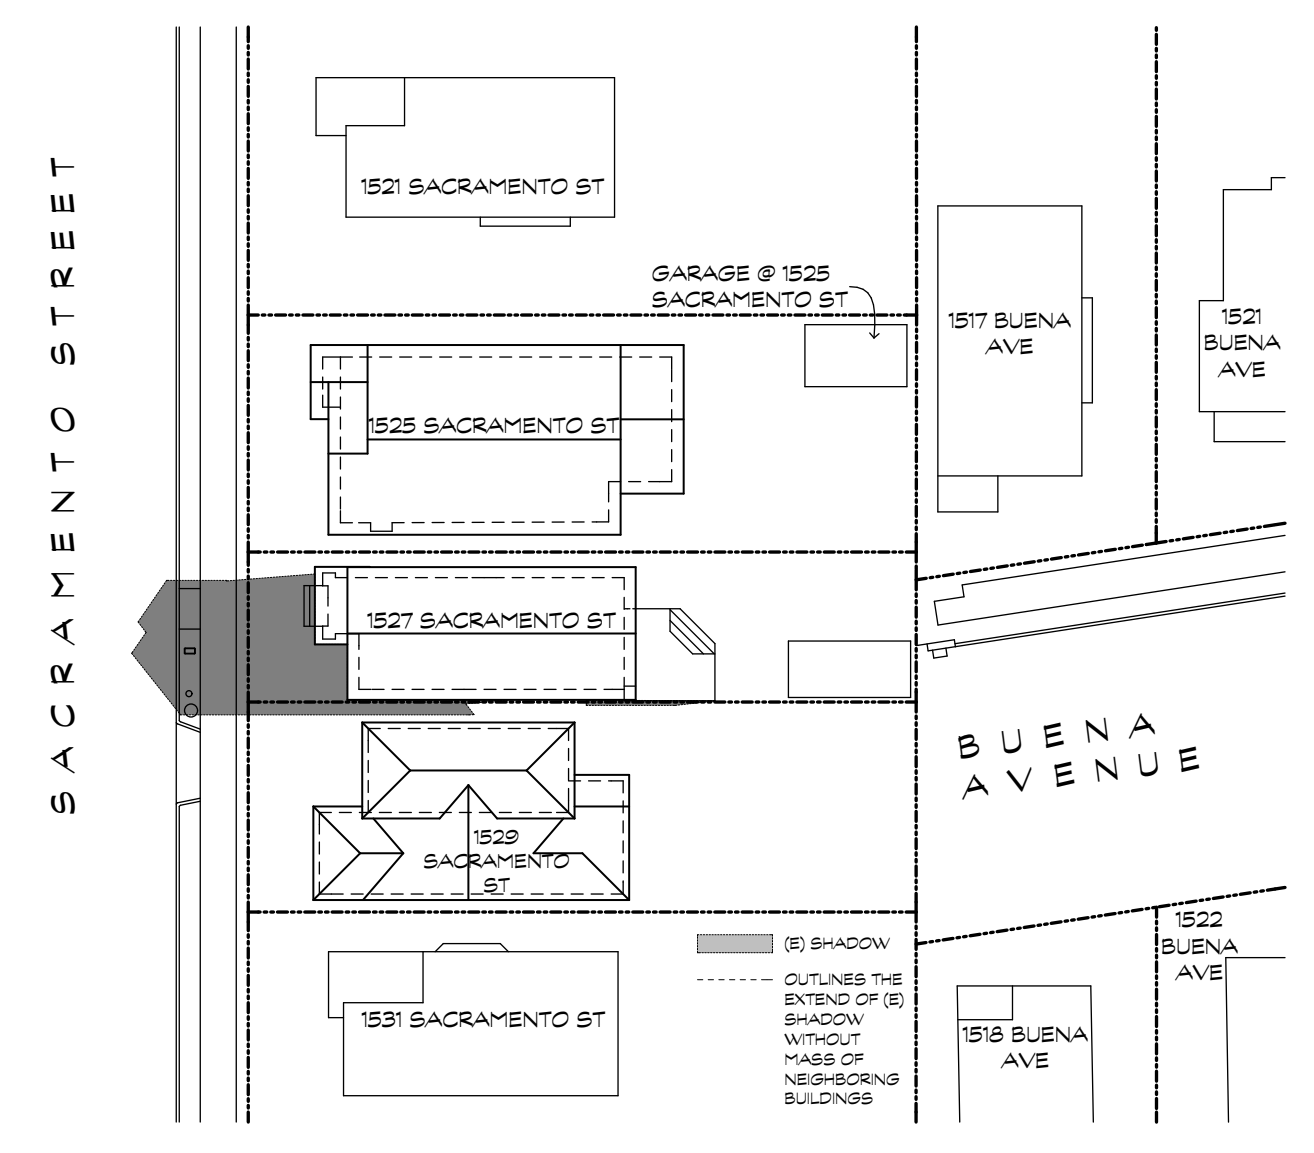 SACRAMENTO STREET
1521 SACRAMENTO ST
GARAGE @ 1525
SACRAMENTO ST
1517 BUENA
AVE
1521
BUENA
AVE
1525 SACRAMENTO ST
1527 SACRAMENTO ST
BUENA
AVENUE
1529
SACRAMENTO
ST
1522
BUENA
AVE
(E) SHADOW
OUTLINES THE
EXTEND OF (E)
SHADOW
WITHOUT
MASS OF
NEIGHBORING
BUILDINGS
1531 SACRAMENTO ST
1518 BUENA
AVE